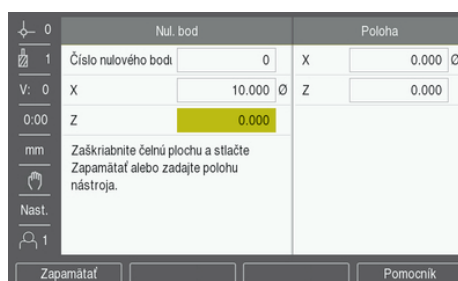 0
Nul. bod
Poloha
1
Číslo nulového bodu
0
X
0.000 Ø
V: 0
X
10.000 Ø
Z
0.000
0:00
Z
0.000
mm
Zaškriabnite čelnú plochu a stlačte
Zapamätať alebo zadajte polohu
nástroja.
Nast.
1
Zapamätať
Pomocník